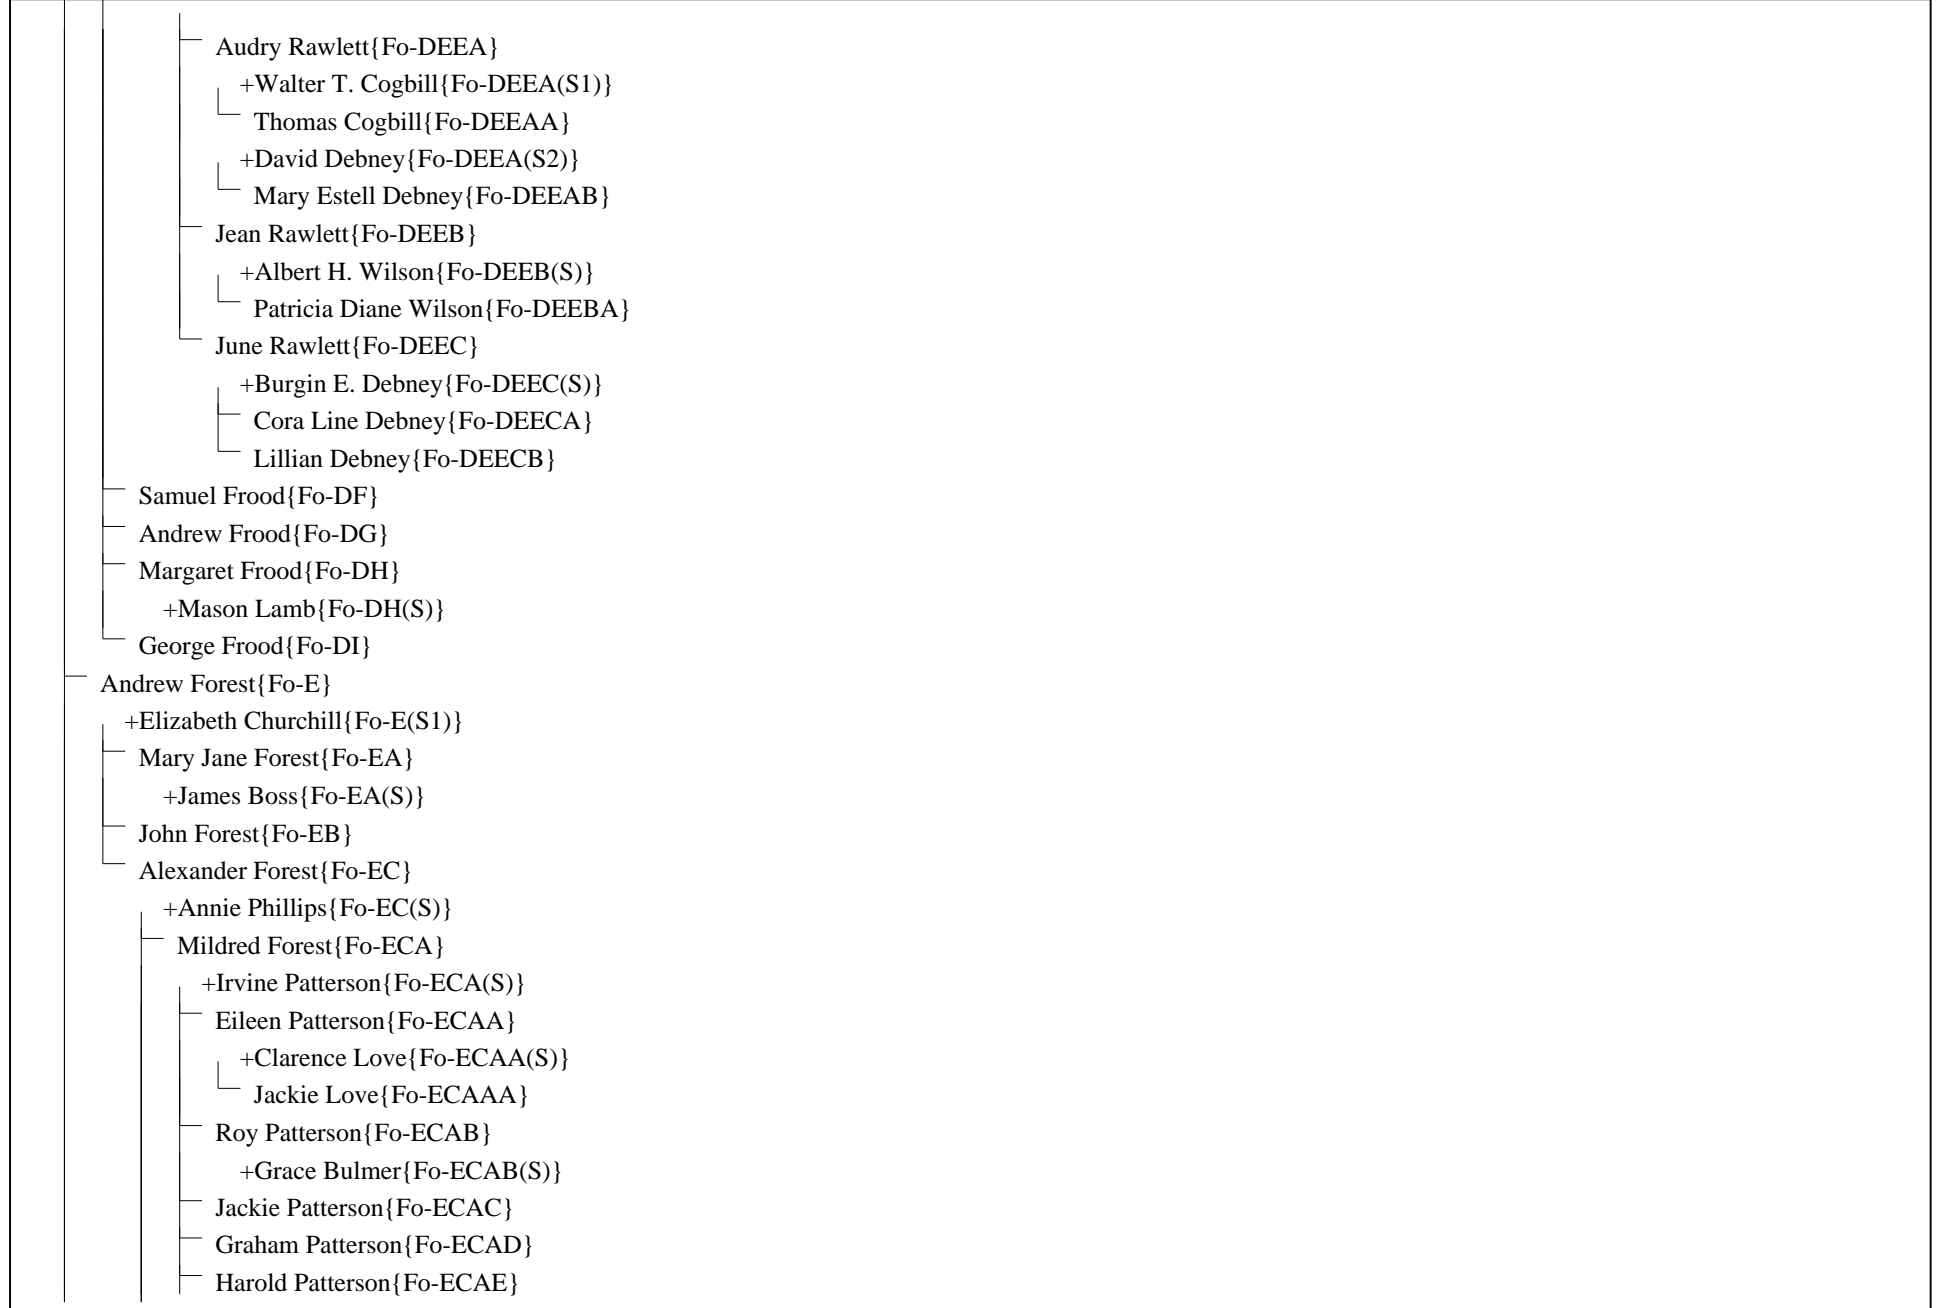 Audry Rawlett{Fo-DEEA}
+Walter T. Cogbill{Fo-DEEA(S1)}
Thomas Cogbill{Fo-DEEAA}
+David Debney{Fo-DEEA(S2)}
Mary Estell Debney{Fo-DEEAB}
Jean Rawlett{Fo-DEEB}
+Albert H. Wilson{Fo-DEEB(S)}
Patricia Diane Wilson{Fo-DEEBA}
June Rawlett{Fo-DEEC}
+Burgin E. Debney{Fo-DEEC(S)}
Cora Line Debney{Fo-DEECA}
Lillian Debney{Fo-DEECB}
Samuel Frood{Fo-DF}
Andrew Frood{Fo-DG}
Margaret Frood{Fo-DH}
+Mason Lamb{Fo-DH(S)}
George Frood{Fo-DI}
Andrew Forest{Fo-E}
+Elizabeth Churchill{Fo-E(S1)}
Mary Jane Forest{Fo-EA}
+James Boss{Fo-EA(S)}
John Forest{Fo-EB}
Alexander Forest{Fo-EC}
+Annie Phillips{Fo-EC(S)}
Mildred Forest{Fo-ECA}
+Irvine Patterson{Fo-ECA(S)}
Eileen Patterson{Fo-ECAA}
+Clarence Love{Fo-ECAA(S)}
Jackie Love{Fo-ECAAA}
Roy Patterson{Fo-ECAB}
+Grace Bulmer{Fo-ECAB(S)}
Jackie Patterson{Fo-ECAC}
Graham Patterson{Fo-ECAD}
Harold Patterson{Fo-ECAE}